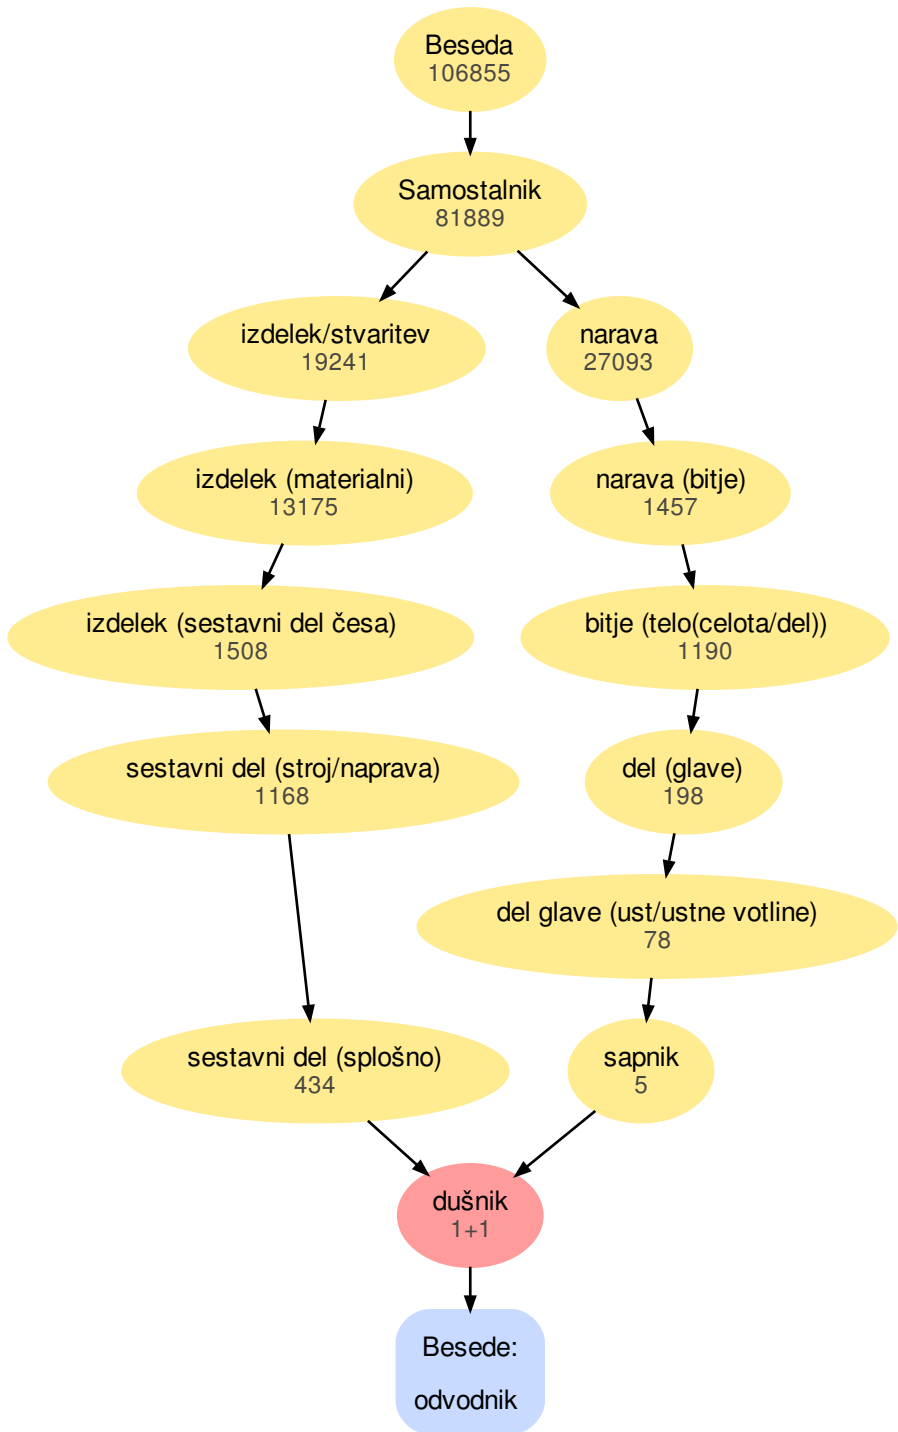 Beseda
106855
Samostalnik
81889
izdelek/stvaritev
19241
narava
27093
izdelek (materialni)
13175
narava (bitje)
1457
izdelek (sestavni del česa)
1508
bitje (telo(celota/del))
1190
sestavni del (stroj/naprava)
1168
del (glave)
198
del glave (ust/ustne votline)
78
sestavni del (splošno)
434
sapnik
5
dušnik
1+1
Besede:
odvodnik